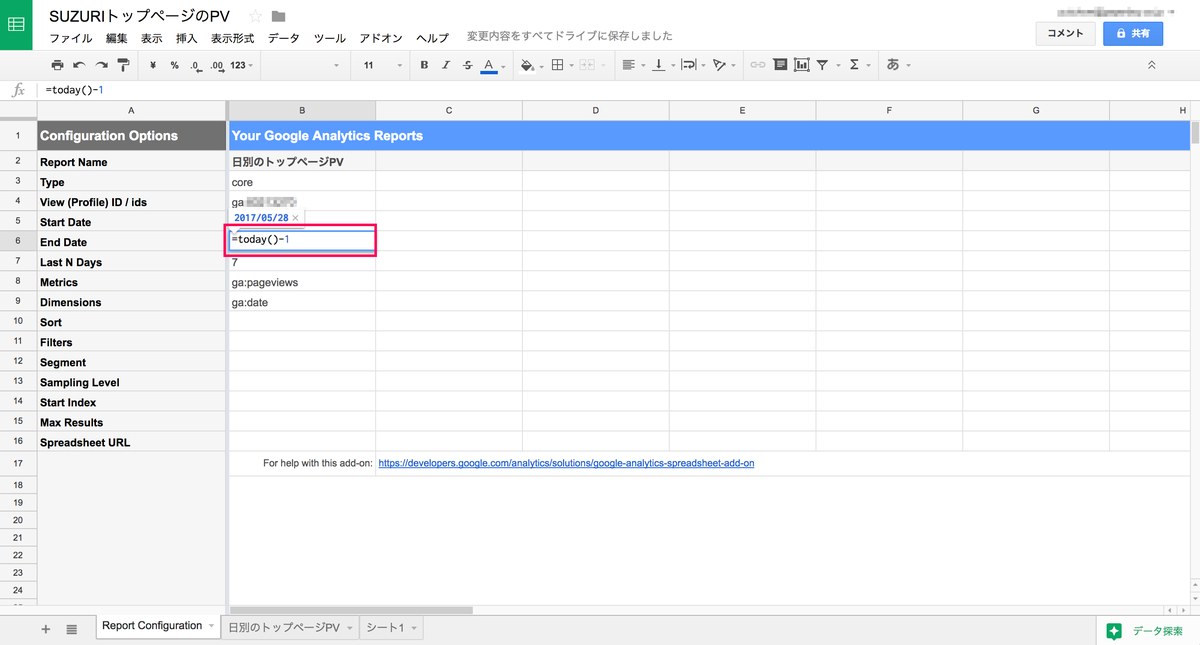 SUZURIトップページのPV
ファイル 編集 表示 挿入 表示形式 データ ツール アドオン ヘルプ 変更内容をすべてドライブに保存しました
コメント
共有
¥ % .0 .00 123 11 B I S A Σ あ
fx =today()-1
A B C D E F G H
1 Configuration Options Your Google Analytics Reports
2 Report Name 日別のトップページPV
3 Type core
4 View (Profile) ID / ids ga
5 Start Date 2017/05/28 ×
6 End Date =today()-1
7 Last N Days 7
8 Metrics ga:pageviews
9 Dimensions ga:date
10 Sort
11 Filters
12 Segment
13 Sampling Level
14 Start Index
15 Max Results
16 Spreadsheet URL
17 For help with this add-on: https://developers.google.com/analytics/solutions/google-analytics-spreadsheet-add-on
18
19
20
21
22
23
24
Report Configuration 日別のトップページPV シート1 データ探索